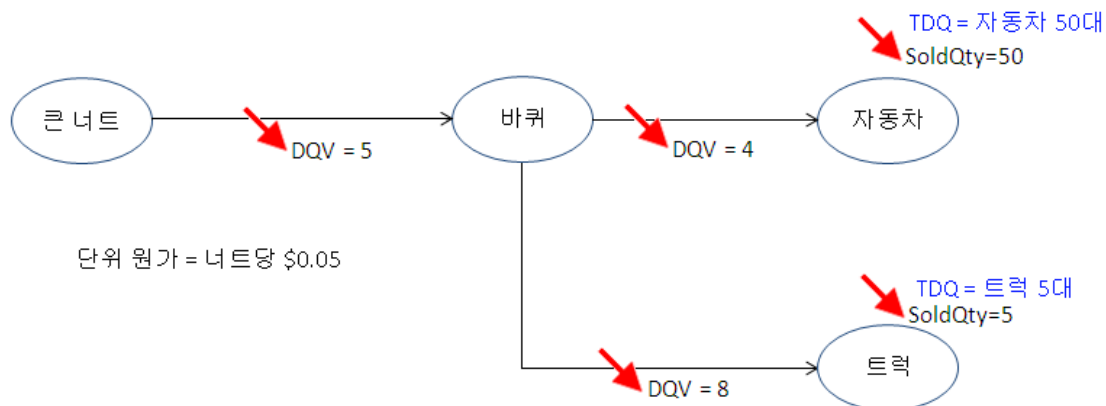 TDQ = 자동차 50대
SoldQty=50
큰 너트
바퀴
자동차
DQV = 5
DQV = 4
단위 원가 = 너트당 $0.05
TDQ = 트럭 5대
SoldQty=5
트럭
DQV = 8